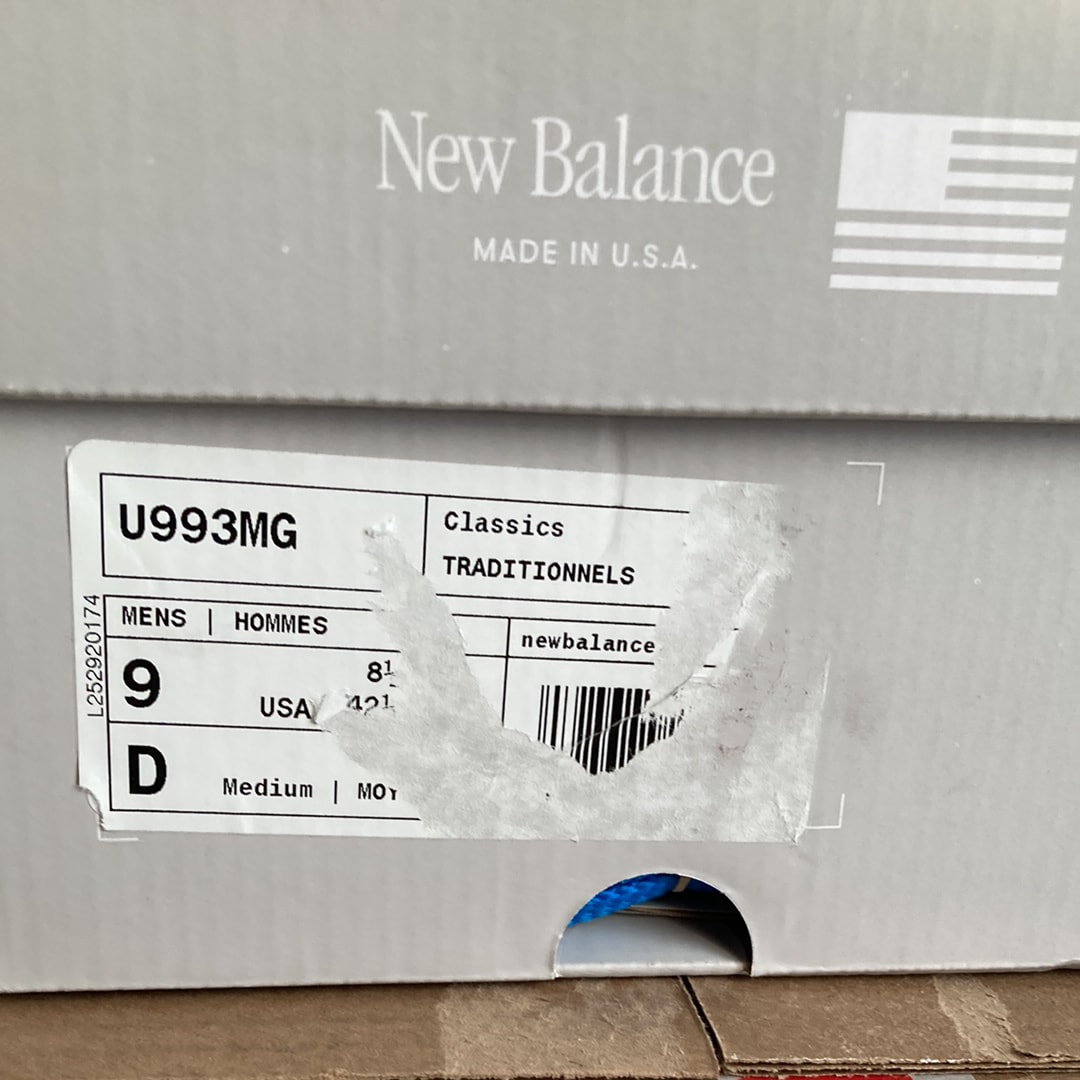 New Balance
MADE IN U.S.A.
U993MG
Classics
TRADITIONNELS
MENS | HOMMES
newbalance
9
USA
D
Medium |
L252920174